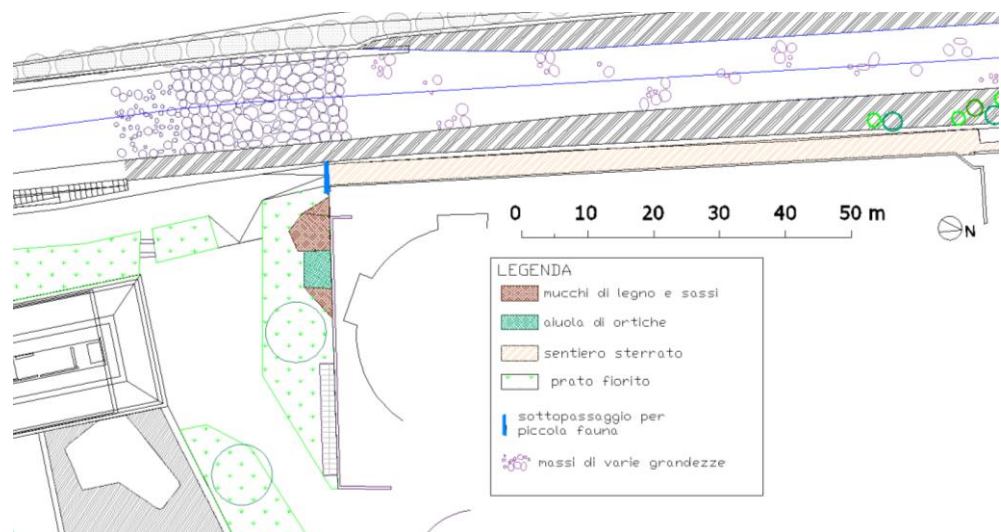 0 10 20 30 40 50 m
N
LEGENDA
mucchi di legno e sassi
aiuola di ortiche
sentiero sterrato
prato fiorito
sottopassaggio per
piccola fauna
massi di varie grandezze